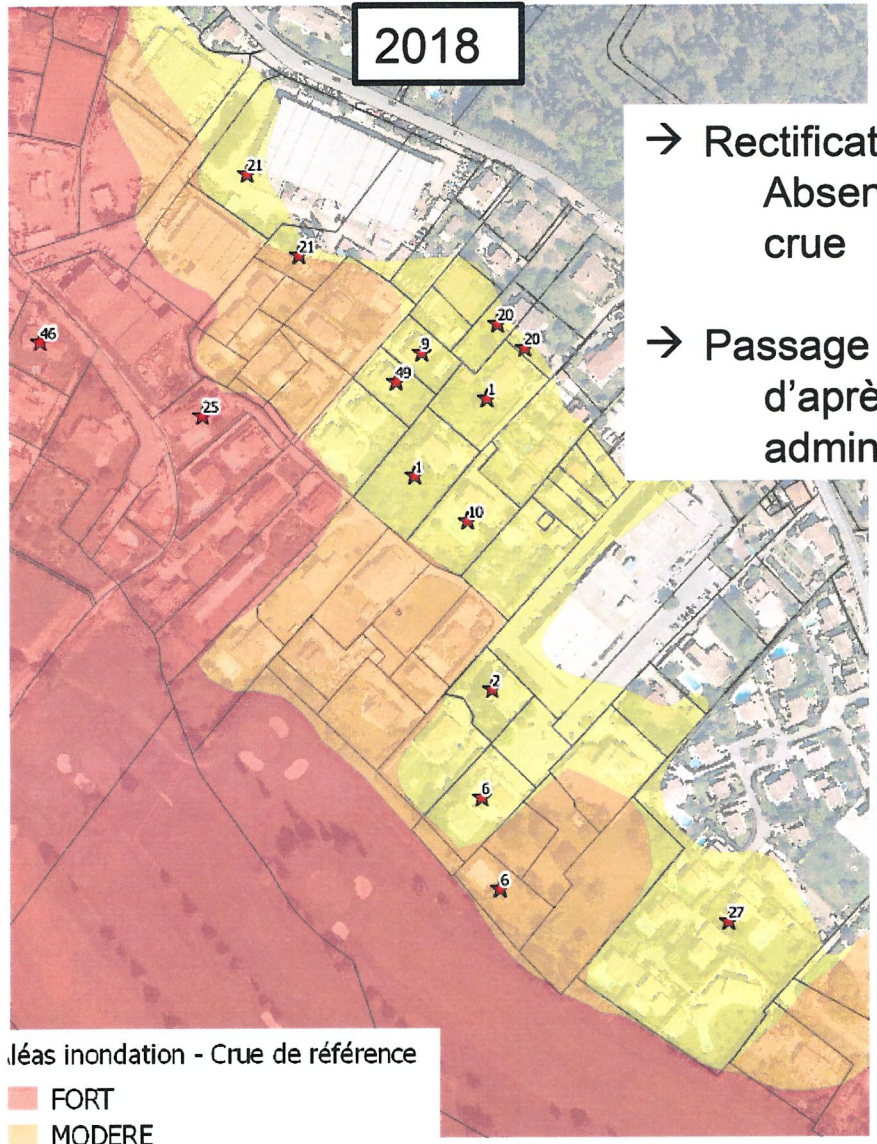 2018
→ Rectificat
Absen
crue
→ Passage
d'aprè
admin
21
21
46
20
20
9
49
1
25
1
10
2
6
6
27
léas inondation - Crue de référence
FORT
MODERE